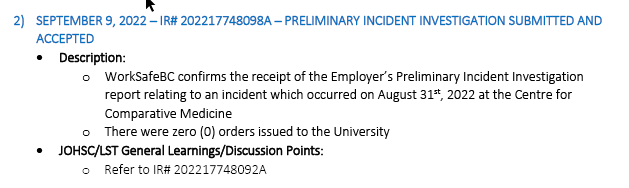 2) SEPTEMBER 9, 2022 – IR# 202217748098A – PRELIMINARY INCIDENT INVESTIGATION SUBMITTED AND
ACCEPTED
• Description:
o WorkSafeBC confirms the receipt of the Employer's Preliminary Incident Investigation
report relating to an incident which occurred on August 31st, 2022 at the Centre for
Comparative Medicine
o There were zero (0) orders issued to the University
• JOHSC/LST General Learnings/Discussion Points:
o Refer to IR# 202217748092A